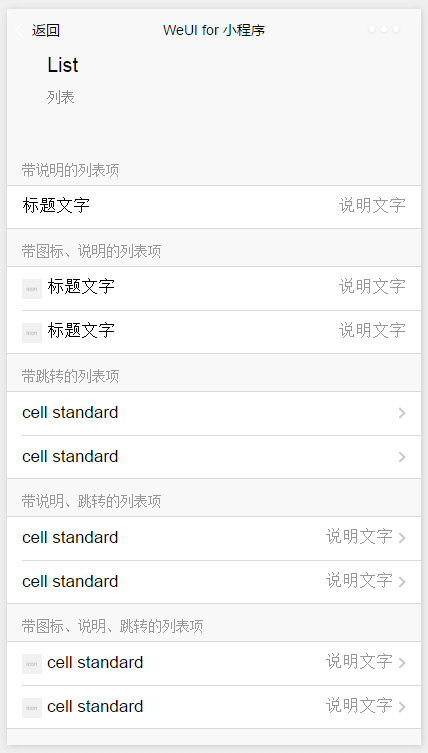 返回 WeUI for 小程序
List
列表
带说明的列表项
标题文字 说明文字
带图标、说明的列表项
icon 标题文字 说明文字
icon 标题文字 说明文字
带跳转的列表项
cell standard
cell standard
带说明、跳转的列表项
cell standard 说明文字
cell standard 说明文字
带图标、说明、跳转的列表项
icon cell standard 说明文字
icon cell standard 说明文字